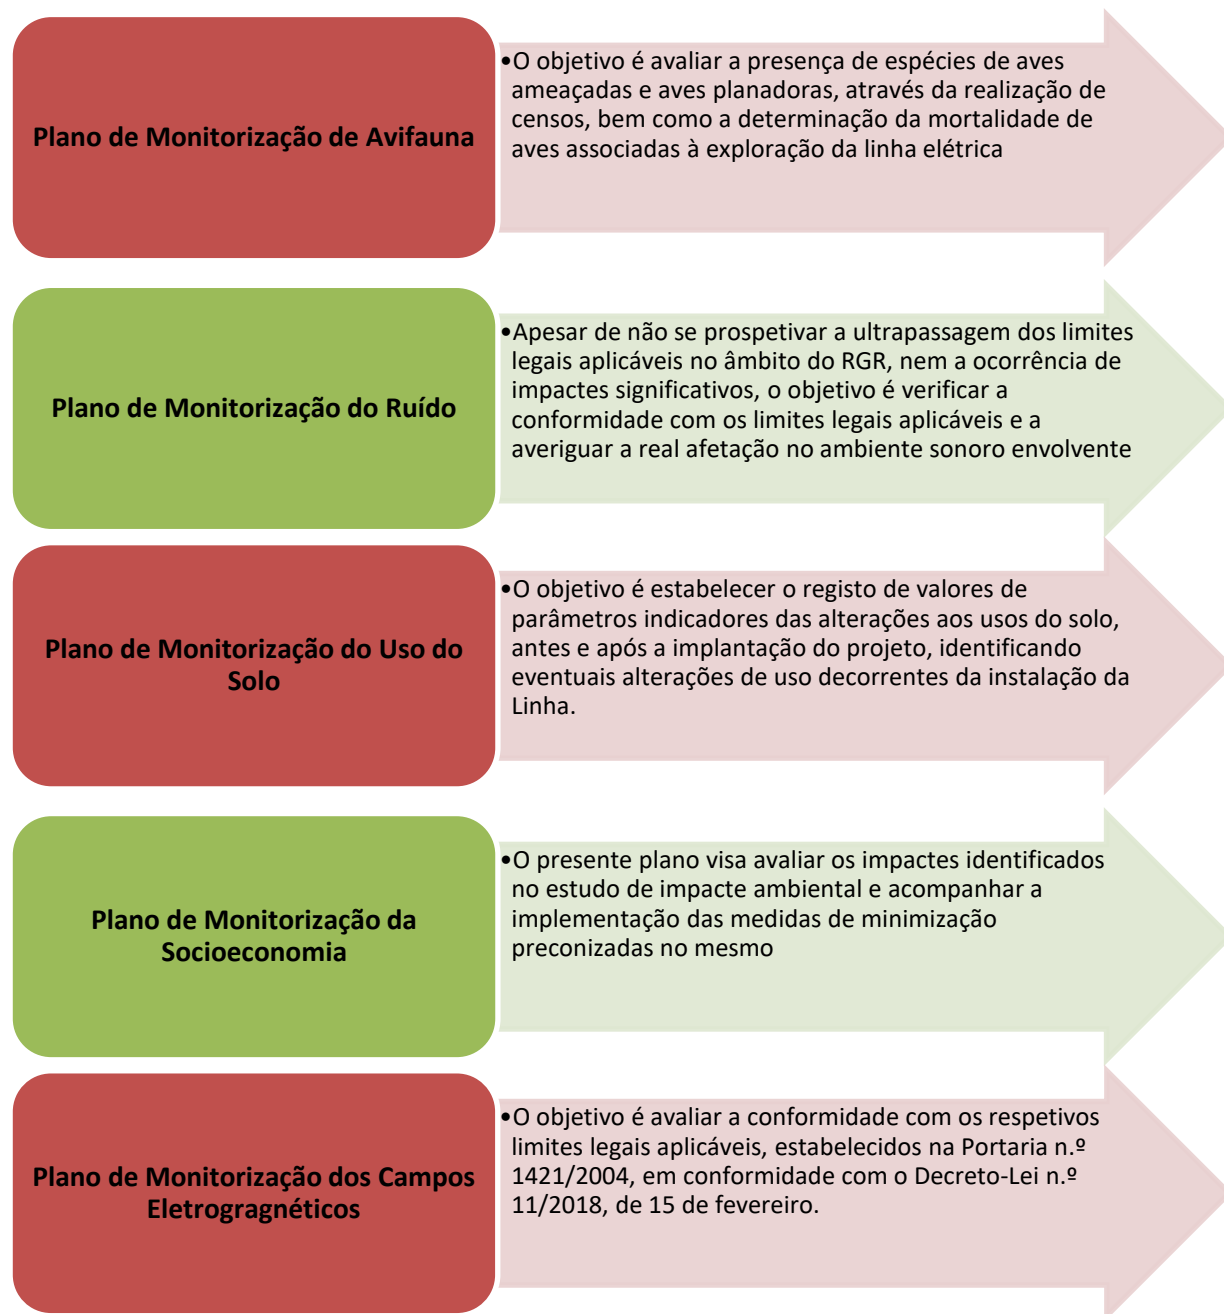 Plano de Monitorização de Avifauna
•O objetivo é avaliar a presença de espécies de aves
ameaçadas e aves planadoras, através da realização de
censos, bem como a determinação da mortalidade de
aves associadas à exploração da linha elétrica
Plano de Monitorização do Ruído
•Apesar de não se prospetivar a ultrapassagem dos limites
legais aplicáveis no âmbito do RGR, nem a ocorrência de
impactes significativos, o objetivo é verificar a
conformidade com os limites legais aplicáveis e a
averiguar a real afetação no ambiente sonoro envolvente
Plano de Monitorização do Uso do
Solo
•O objetivo é estabelecer o registo de valores de
parâmetros indicadores das alterações aos usos do solo,
antes e após a implantação do projeto, identificando
eventuais alterações de uso decorrentes da instalação da
Linha.
Plano de Monitorização da
Socioeconomia
•O presente plano visa avaliar os impactes identificados
no estudo de impacte ambiental e acompanhar a
implementação das medidas de minimização
preconizadas no mesmo
Plano de Monitorização dos Campos
Eletrogragnéticos
•O objetivo é avaliar a conformidade com os respetivos
limites legais aplicáveis, estabelecidos na Portaria n.º
1421/2004, em conformidade com o Decreto-Lei n.º
11/2018, de 15 de fevereiro.